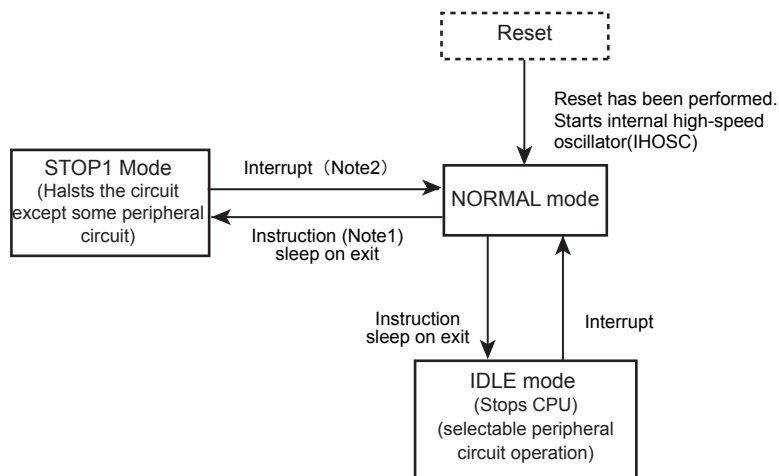 Reset
Reset has been performed.
Starts internal high-speed
oscillator(IHOSC)
STOP1 Mode
(Halsts the circuit
except some peripheral
circuit)
Interrupt（Note2）
NORMAL mode
Instruction (Note1)
sleep on exit
Instruction
sleep on exit
Interrupt
IDLE mode
(Stops CPU)
(selectable peripheral
circuit operation)